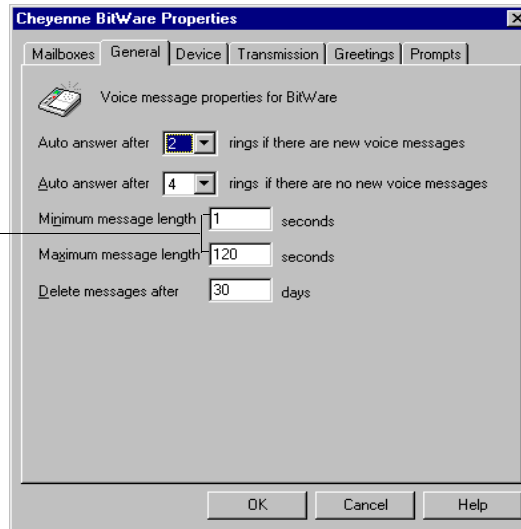 Cheyenne BitWare Properties
Mailboxes General Device Transmission Greetings Prompts
Voice message properties for BitWare
Auto answer after 2 rings if there are new voice messages
Auto answer after 4 rings if there are no new voice messages
Minimum message length 1 seconds
Maximum message length 120 seconds
Delete messages after 30 days
OK Cancel Help